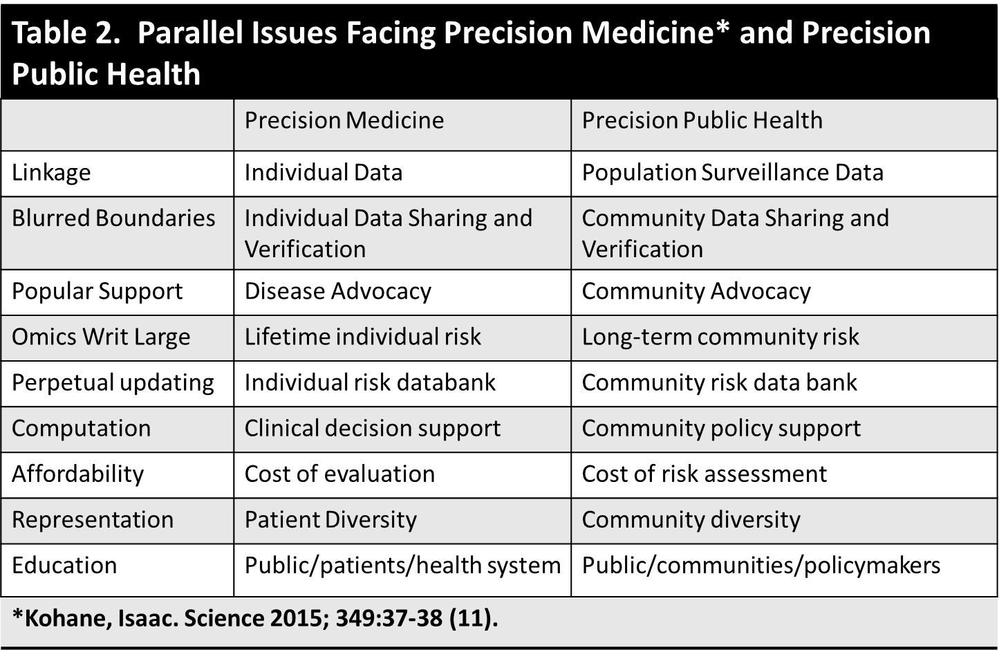 Table 2.  Parallel Issues Facing Precision Medicine* and Precision
Public Health
Precision Medicine Precision Public Health
Linkage Individual Data Population Surveillance Data
Blurred Boundaries Individual Data Sharing and Community Data Sharing and
Verification Verification
Popular Support Disease Advocacy Community Advocacy
Omics Writ Large Lifetime individual risk Long-term community risk
Perpetual updating Individual risk databank Community risk data bank
Computation Clinical decision support Community policy support
Affordability Cost of evaluation Cost of risk assessment
Representation Patient Diversity Community diversity
Education Public/patients/health system Public/communities/policymakers
*Kohane, Isaac. Science 2015; 349:37-38 (11).